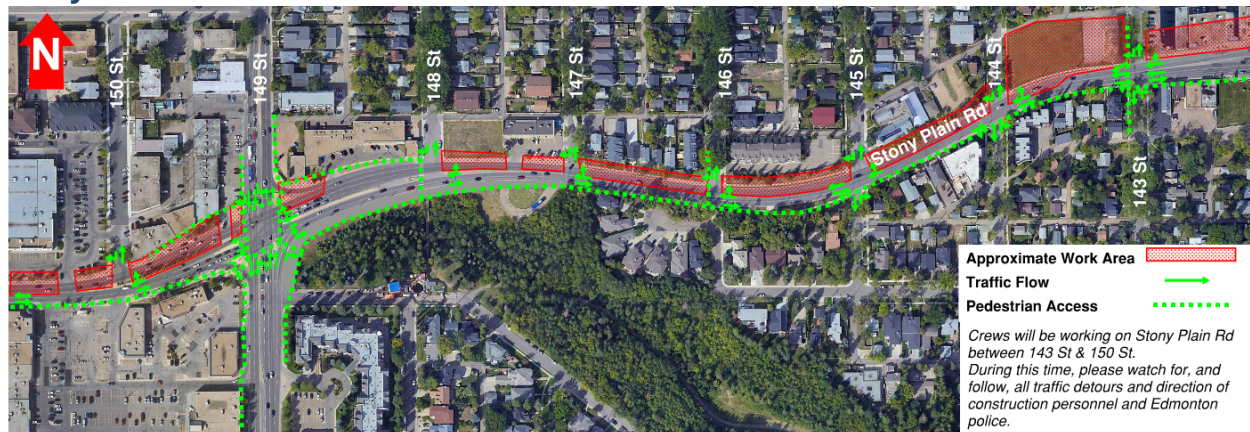 N
150 St
149 St
148 St
147 St
146 St
145 St
144 St
Stony Plain Rd
143 St
Approximate Work Area
Traffic Flow
Pedestrian Access
Crews will be working on Stony Plain Rd
between 143 St & 150 St.
During this time, please watch for, and
follow, all traffic detours and direction of
construction personnel and Edmonton
police.